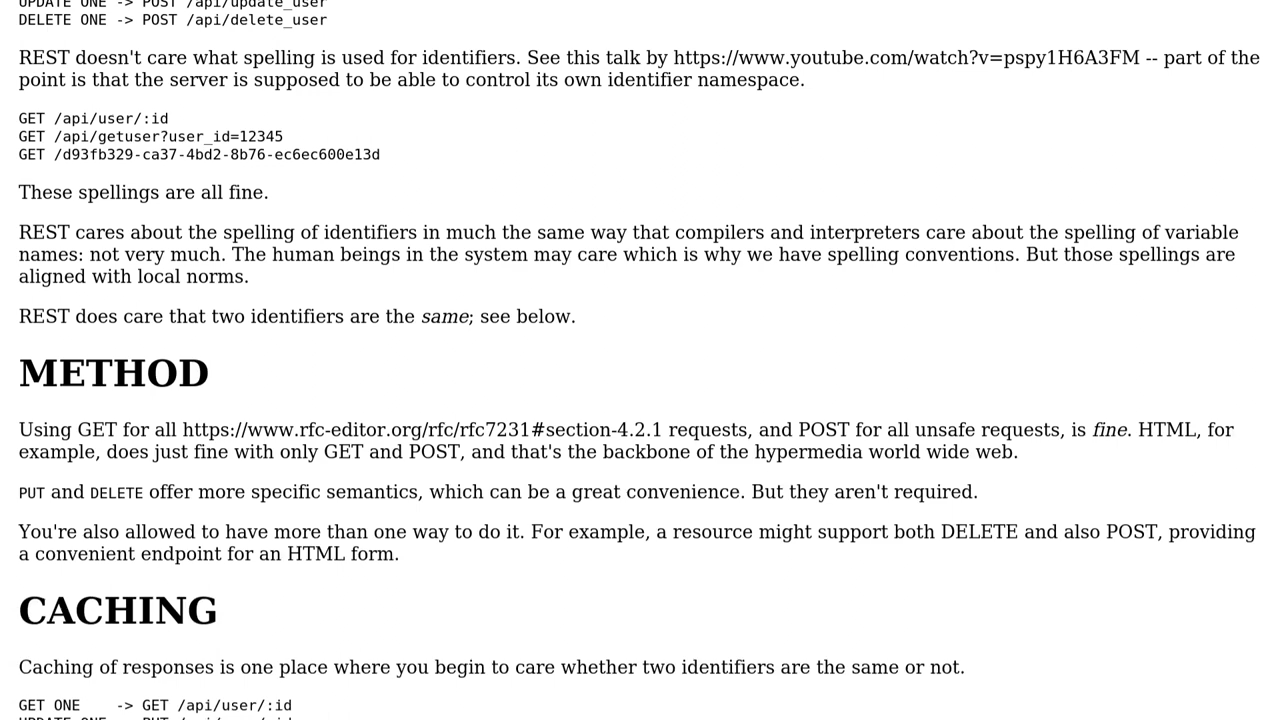 UPDATE ONE -> POST /api/update_user
DELETE ONE -> POST /api/delete_user
REST doesn't care what spelling is used for identifiers. See this talk by https://www.youtube.com/watch?v=pspy1H6A3FM -- part of the
point is that the server is supposed to be able to control its own identifier namespace.
GET /api/user/:id
GET /api/getuser?user_id=12345
GET /d93fb329-ca37-4bd2-8b76-ec6ec600e13d
These spellings are all fine.
REST cares about the spelling of identifiers in much the same way that compilers and interpreters care about the spelling of variable
names: not very much. The human beings in the system may care which is why we have spelling conventions. But those spellings are
aligned with local norms.
REST does care that two identifiers are the same; see below.
METHOD
Using GET for all https://www.rfc-editor.org/rfc/rfc7231#section-4.2.1 requests, and POST for all unsafe requests, is fine. HTML, for
example, does just fine with only GET and POST, and that's the backbone of the hypermedia world wide web.
PUT and DELETE offer more specific semantics, which can be a great convenience. But they aren't required.
You're also allowed to have more than one way to do it. For example, a resource might support both DELETE and also POST, providing
a convenient endpoint for an HTML form.
CACHING
Caching of responses is one place where you begin to care whether two identifiers are the same or not.
GET ONE    -> GET /api/user/:id
UPDATE ONE -> PUT /api/user/:id